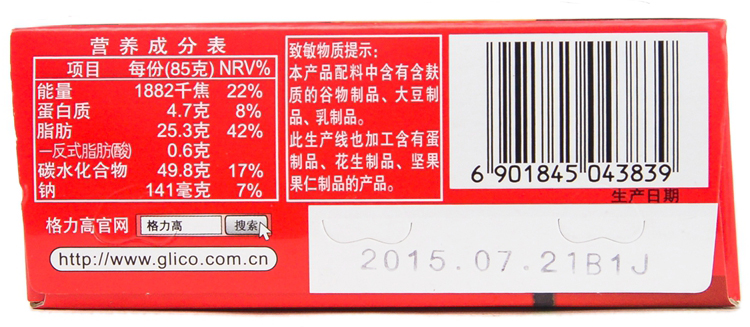 营养成分表
项目 每份(85克) NRV%
能量 1882千焦 22%
蛋白质 4.7克 8%
脂肪 25.3克 42%
—反式脂肪(酸) 0.6克
碳水化合物 49.8克 17%
钠 141毫克 7%
格力高官网 格力高 搜索
http://www.glico.com.cn
致敏物质提示：
本产品配料中含有含麸
质的谷物制品、大豆制
品、乳制品。
此生产线也加工含有蛋
制品、花生制品、坚果
果仁制品的产品。
6 901845 043839
生产日期
2015.07.21B1J